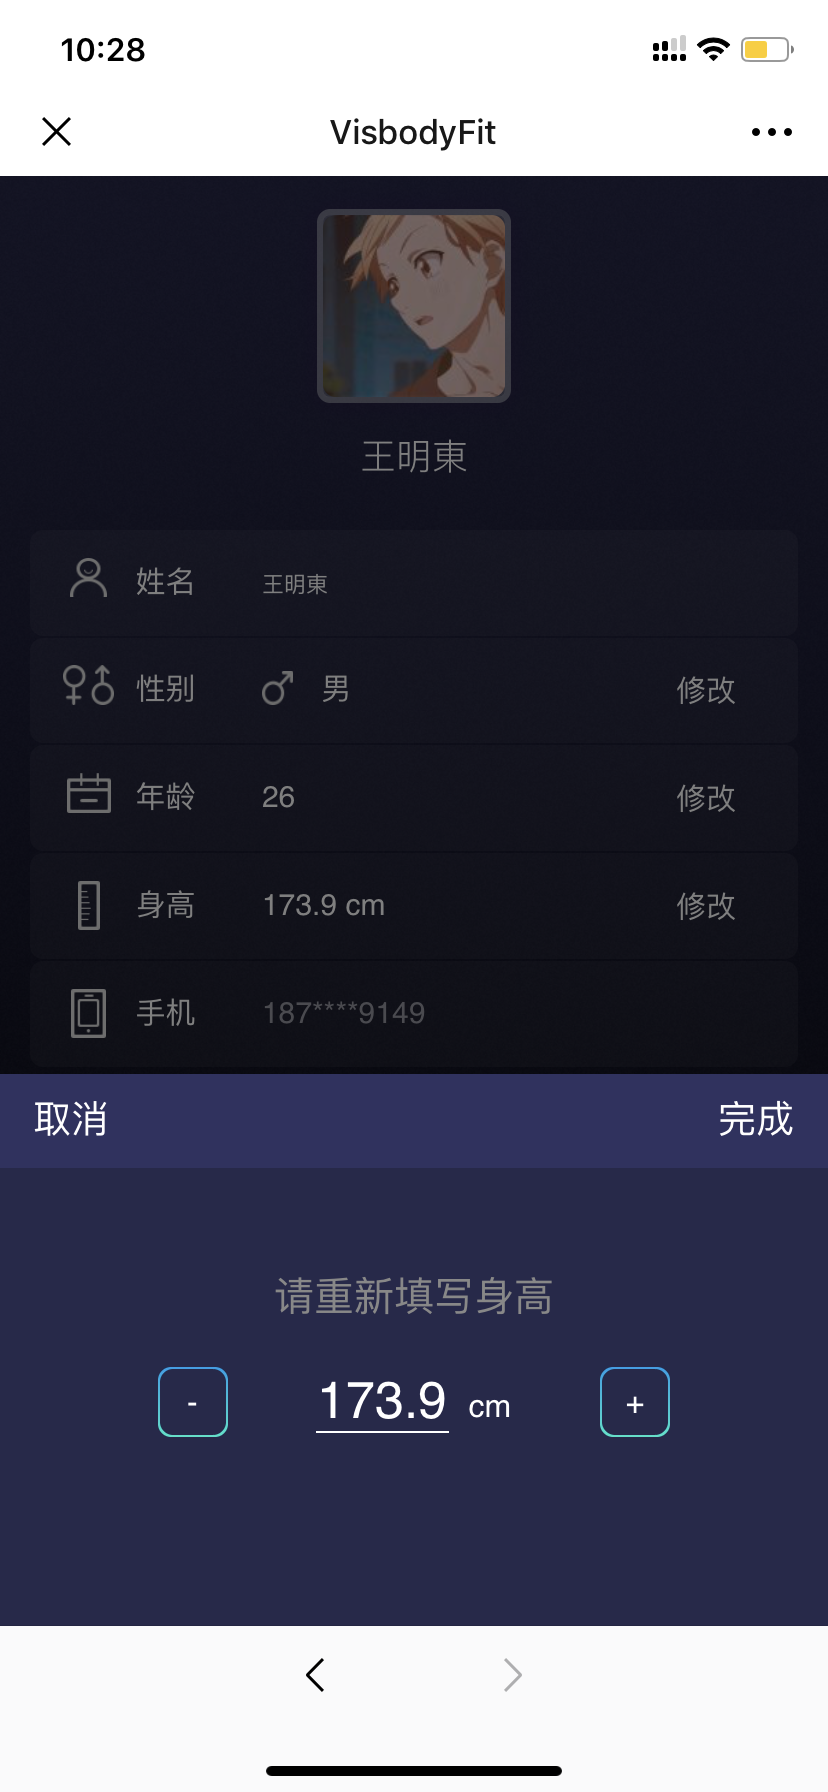 10:28
VisbodyFit
王明東
姓名 王明東
性别 男 修改
年龄 26 修改
身高 173.9 cm 修改
手机 187****9149
取消 完成
请重新填写身高
- 173.9 cm +